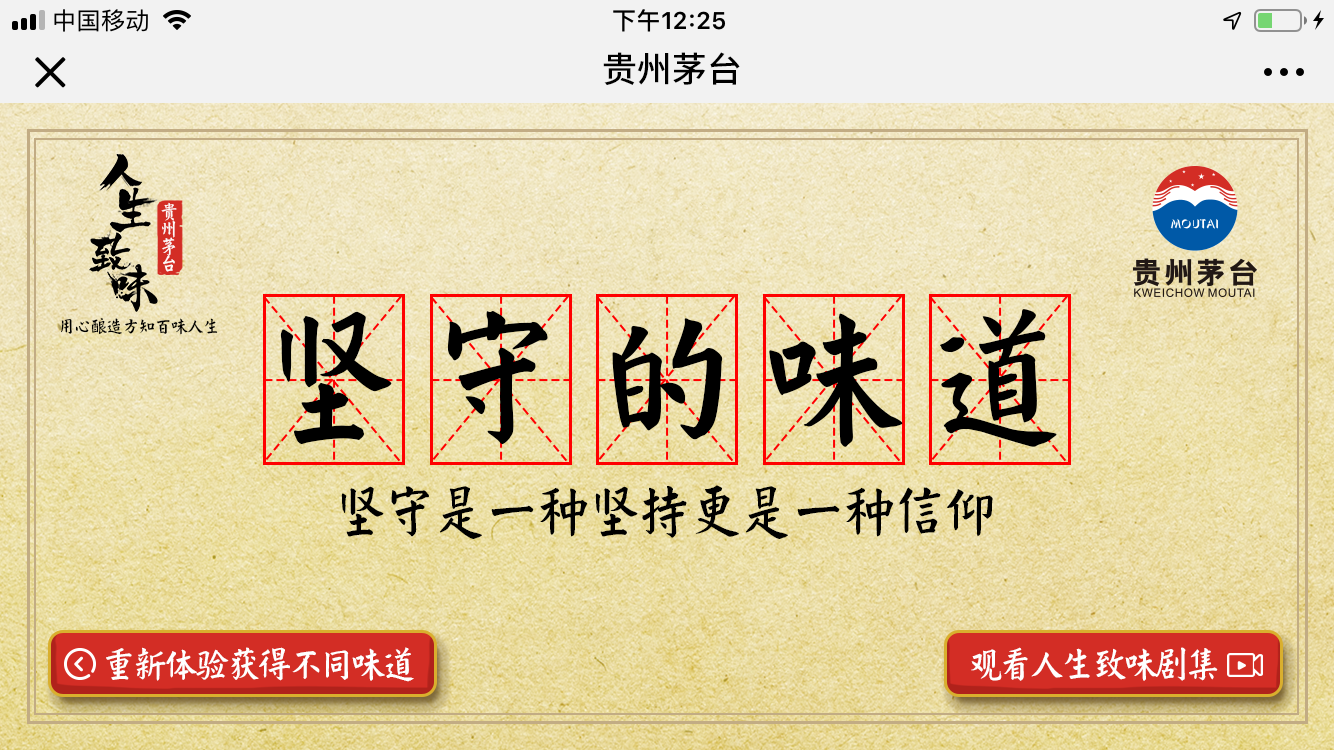 中国移动
下午12:25
贵州茅台
人生致味
贵州茅台
用心酿造方知百味人生
MOUTAI
贵州茅台
KWEICHOW MOUTAI
坚守的味道
坚守是一种坚持更是一种信仰
重新体验获得不同味道
观看人生致味剧集